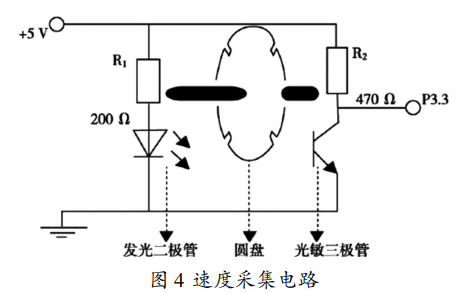 +5 V
R1
R2
470 Ω
P3.3
200 Ω
发光二极管
圆盘
光敏三极管
图 4 速度采集电路